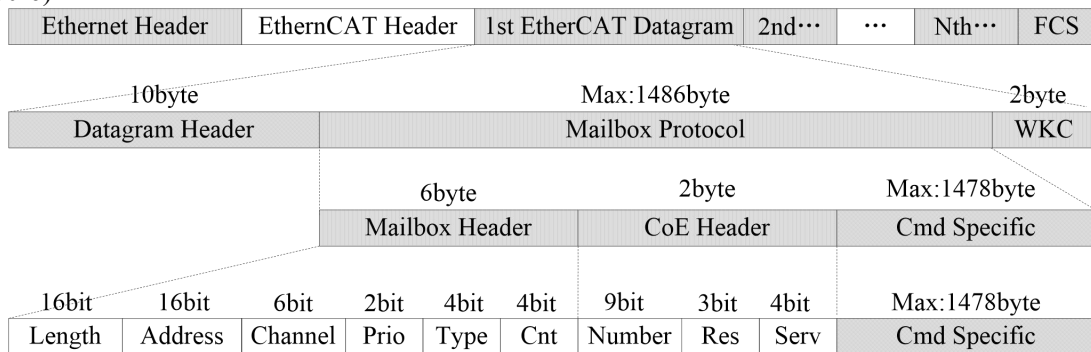 Ethernet Header EthernCAT Header 1st EtherCAT Datagram 2nd··· ··· Nth··· FCS
10byte Max:1486byte 2byte
Datagram Header Mailbox Protocol WKC
6byte 2byte Max:1478byte
Mailbox Header CoE Header Cmd Specific
16bit 16bit 6bit 2bit 4bit 4bit 9bit 3bit 4bit Max:1478byte
Length Address Channel Prio Type Cnt Number Res Serv Cmd Specific